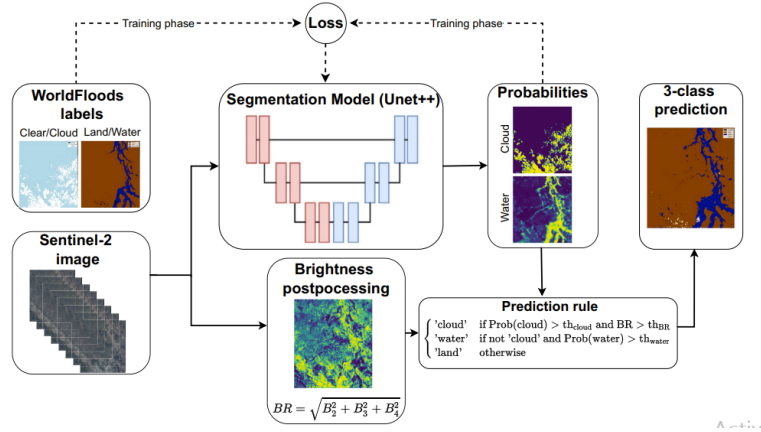 Training phase
Loss
Training phase
WorldFloods
labels
Clear/Cloud Land/Water
Segmentation Model (Unet++)
Probabilities
Cloud
Water
3-class
prediction
Sentinel-2
image
Brightness
postpocessing
BR = √(B₂² + B₃² + B₄²)
Prediction rule
'cloud' if Prob(cloud) > th_cloud and BR > th_BR
'water' if not 'cloud' and Prob(water) > th_water
'land' otherwise